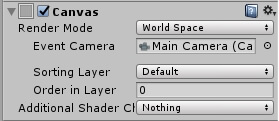 Canvas
Render Mode World Space
Event Camera Main Camera (Ca
Sorting Layer Default
Order in Layer 0
Additional Shader Ch Nothing